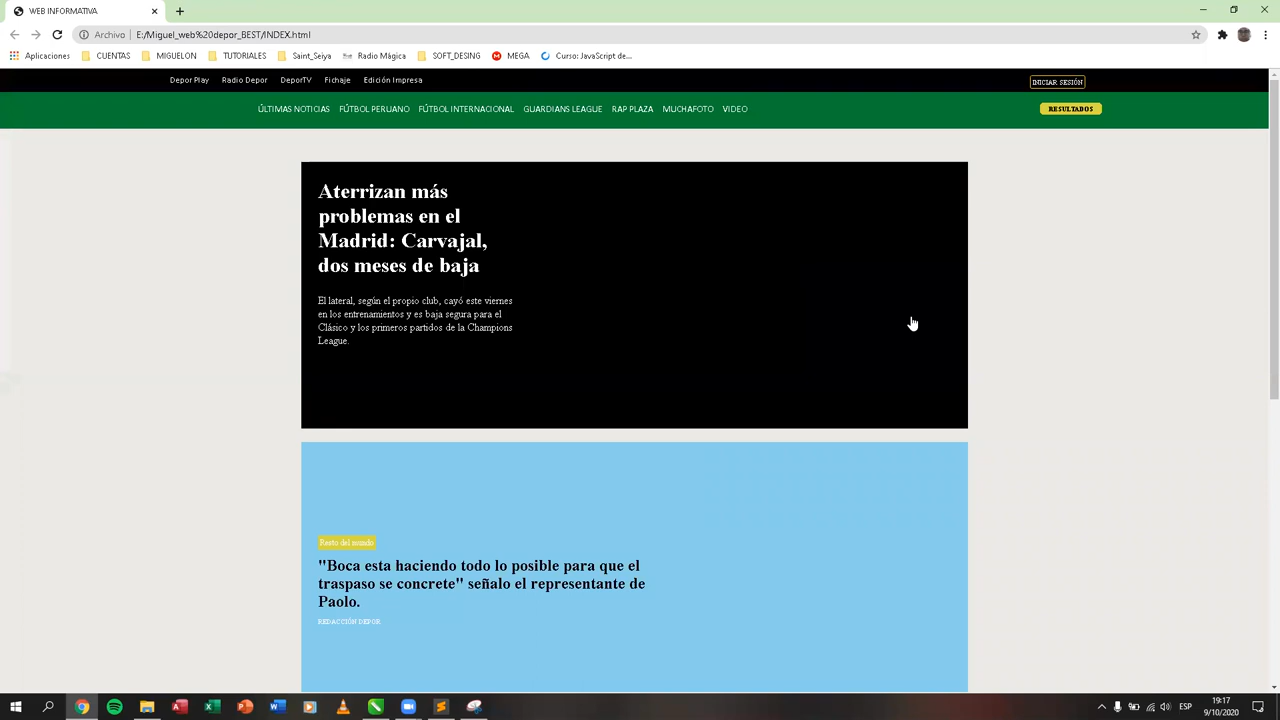 WEB INFORMATIVA
Archivo | E:/Miguel_web%20depor_BEST/INDEX.html
Aplicaciones CUENTAS MIGUELON TUTORIALES Saint_Seiya Radio Mágica SOFT_DESING MEGA Curso: JavaScript de...
Depor Play Radio Depor DeporTV Fichaje Edición Impresa INICIAR SESIÓN
ÚLTIMAS NOTICIAS FÚTBOL PERUANO FÚTBOL INTERNACIONAL GUARDIANS LEAGUE RAP PLAZA MUCHAFOTO VIDEO RESULTADOS
Aterrizan más
problemas en el
Madrid: Carvajal,
dos meses de baja
El lateral, según el propio club, cayó este viernes
en los entrenamientos y es baja segura para el
Clásico y los primeros partidos de la Champions
League.
Resto del mundo
"Boca esta haciendo todo lo posible para que el
traspaso se concrete" señalo el representante de
Paolo.
REDACCIÓN DEPOR
ESP
19:17
9/10/2020